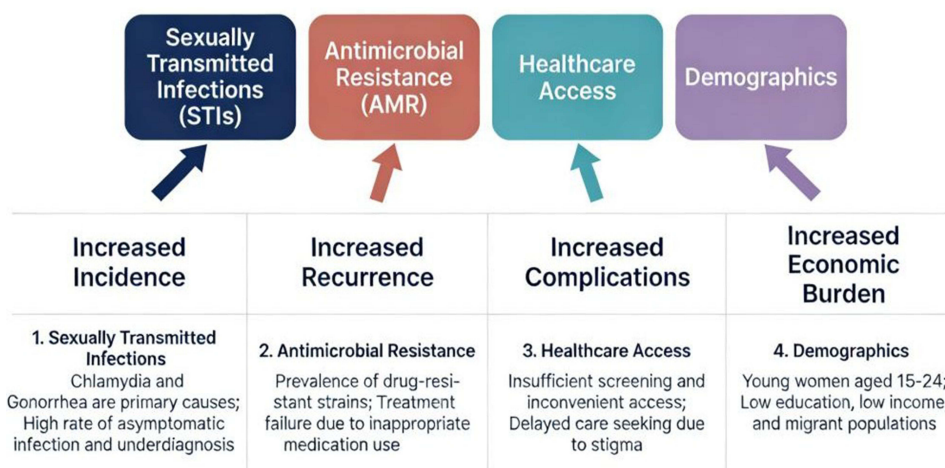 Sexually
Transmitted
Infections
(STIs)
Antimicrobial
Resistance
(AMR)
Healthcare
Access
Demographics
Increased
Incidence
Increased
Recurrence
Increased
Complications
Increased
Economic
Burden
1. Sexually Transmitted
Infections
Chlamydia and
Gonorrhea are primary causes;
High rate of asymptomatic
infection and underdiagnosis
2. Antimicrobial Resistance
Prevalence of drug-resi-
stant strains; Treatment
failure due to inappropriate
medication use
3. Healthcare Access
Insufficient screening and
inconvenient access;
Delayed care seeking due
to stigma
4. Demographics
Young women aged 15-24;
Low education, low income
and migrant populations